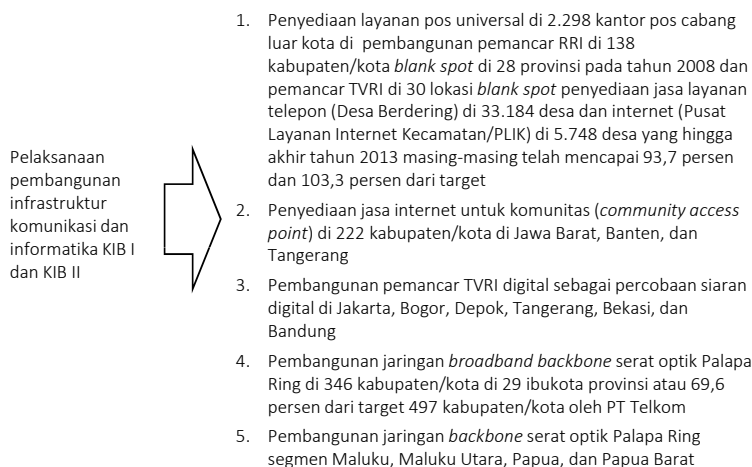 Pelaksanaan
pembangunan
infrastruktur
komunikasi dan
informatika KIB I
dan KIB II
1. Penyediaan layanan pos universal di 2.298 kantor pos cabang
luar kota di pembangunan pemancar RRI di 138
kabupaten/kota blank spot di 28 provinsi pada tahun 2008 dan
pemancar TVRI di 30 lokasi blank spot penyediaan jasa layanan
telepon (Desa Berdering) di 33.184 desa dan internet (Pusat
Layanan Internet Kecamatan/PLIK) di 5.748 desa yang hingga
akhir tahun 2013 masing-masing telah mencapai 93,7 persen
dan 103,3 persen dari target
2. Penyediaan jasa internet untuk komunitas (community access
point) di 222 kabupaten/kota di Jawa Barat, Banten, dan
Tangerang
3. Pembangunan pemancar TVRI digital sebagai percobaan siaran
digital di Jakarta, Bogor, Depok, Tangerang, Bekasi, dan
Bandung
4. Pembangunan jaringan broadband backbone serat optik Palapa
Ring di 346 kabupaten/kota di 29 ibukota provinsi atau 69,6
persen dari target 497 kabupaten/kota oleh PT Telkom
5. Pembangunan jaringan backbone serat optik Palapa Ring
segmen Maluku, Maluku Utara, Papua, dan Papua Barat